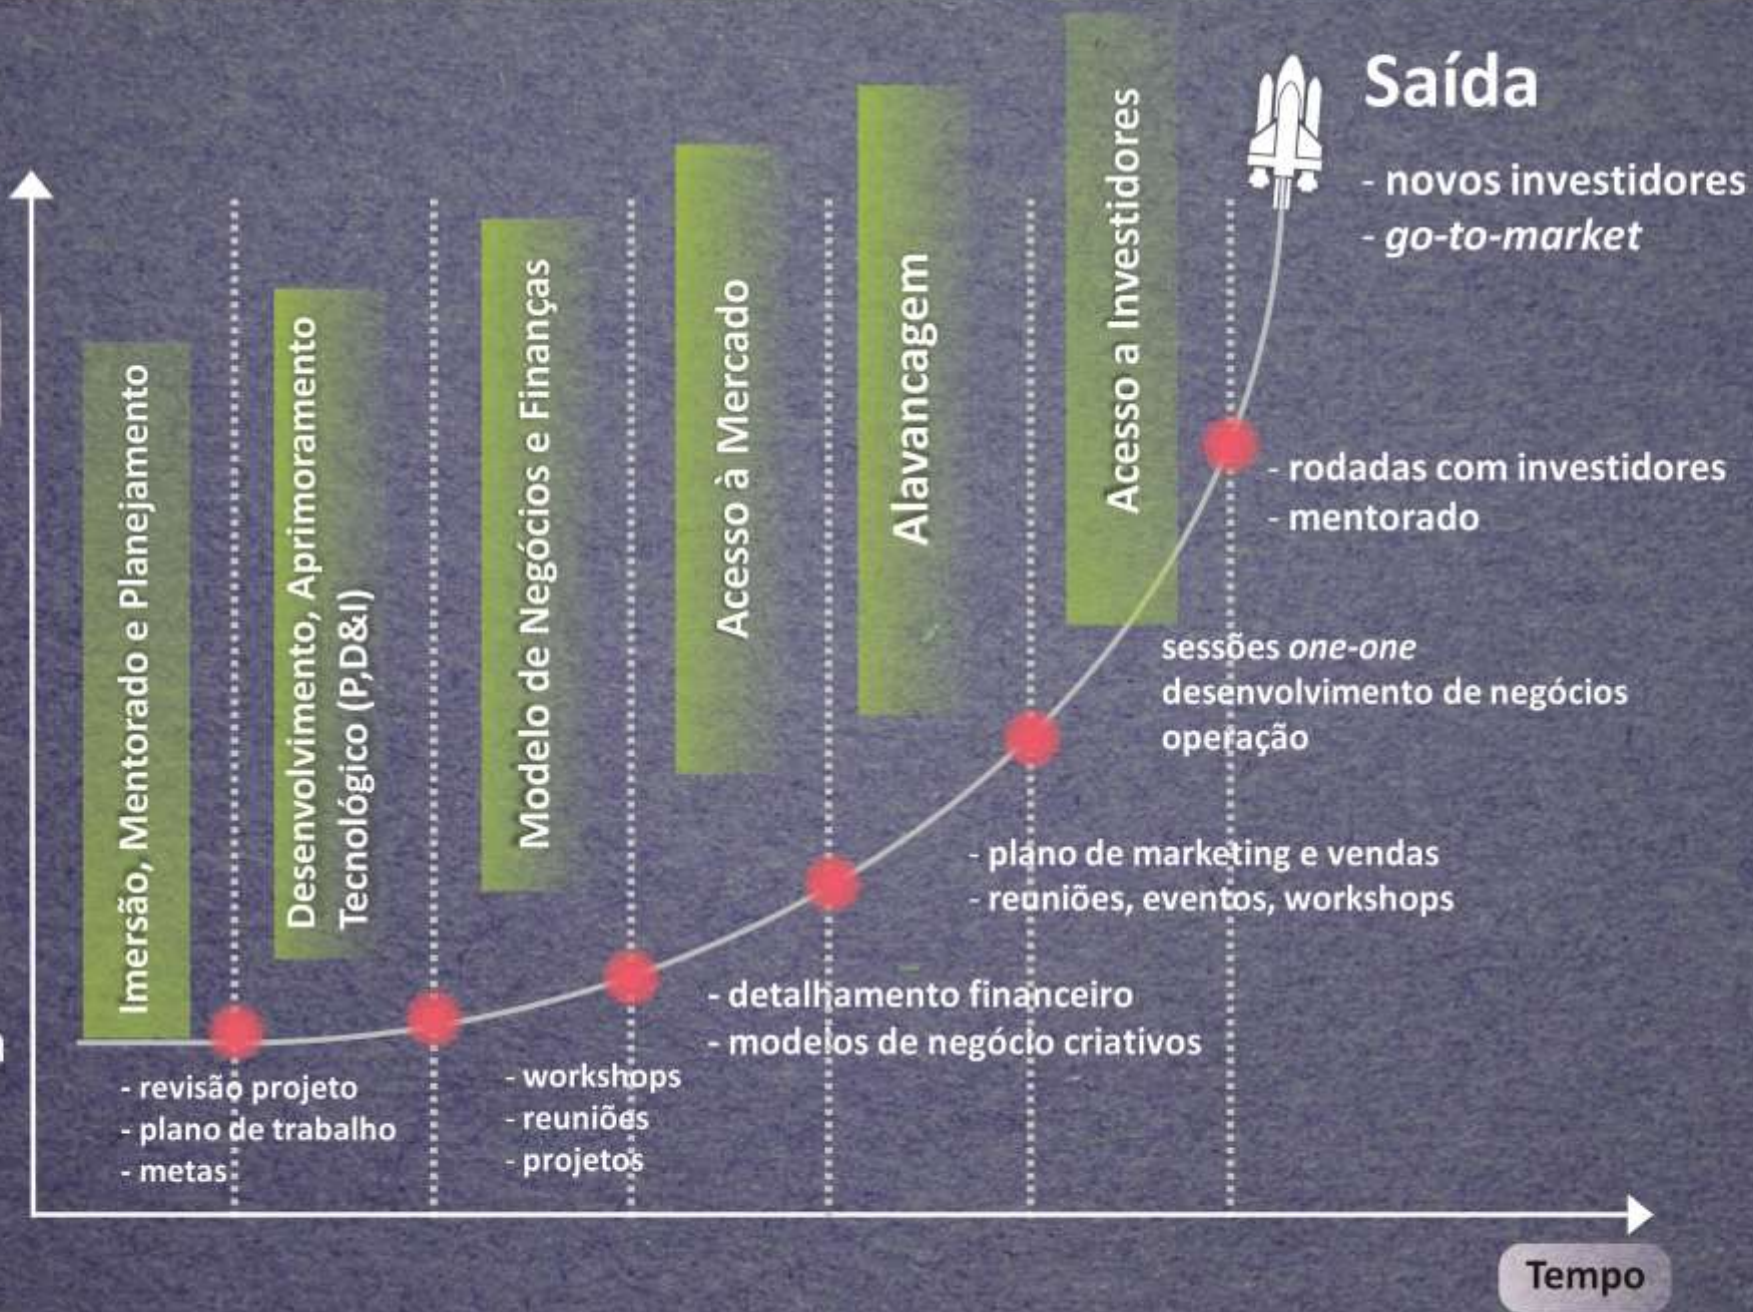 Saída
- novos investidores
- go-to-market
Imersão, Mentorado e Planejamento
Desenvolvimento, Aprimoramento
Tecnológico (P,D&I)
Modelo de Negócios e Finanças
Acesso à Mercado
Alavancagem
Acesso a Investidores
- rodadas com investidores
- mentorado
sessões one-one
desenvolvimento de negócios
operação
- plano de marketing e vendas
- reuniões, eventos, workshops
- detalhamento financeiro
- modelos de negócio criativos
- workshops
- reuniões
- projetos
- revisão projeto
- plano de trabalho
- metas
Tempo